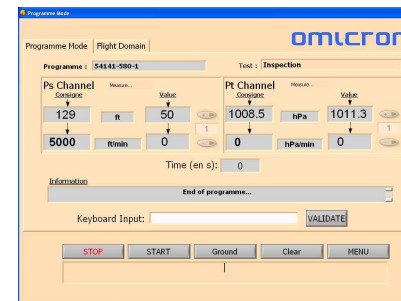 Programme Mode
omicron
Programme Mode Flight Domain
Programme : 54141-580-1 Test : Inspection
Ps Channel Measure... Pt Channel Measure...
Consigne Value Consigne Value
129 ft 50 1008.5 hPa 1011.3
1 1
5000 ft/min 0 0 hPa/min 0
Time (en s): 0
Information
End of programme...
Keyboard Input: VALIDATE
STOP START Ground Clear MENU